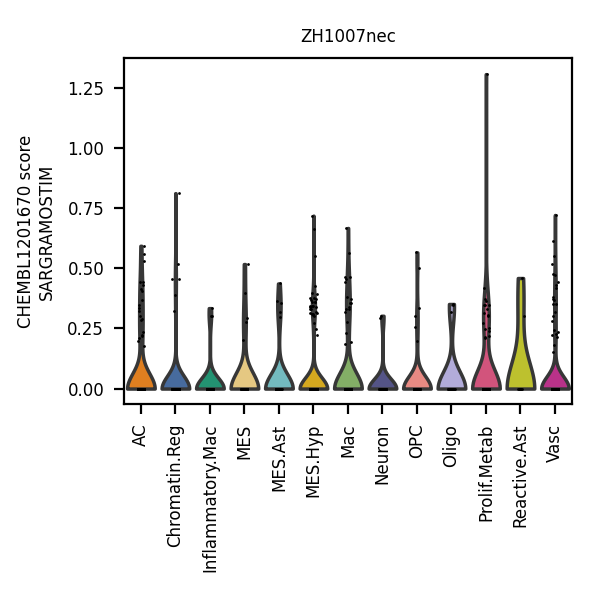 ZH1007nec
CHEMBL1201670 score
SARGRAMOSTIM
1.25
1.00
0.75
0.50
0.25
0.00
AC
Chromatin.Reg
Inflammatory.Mac
MES
MES.Ast
MES.Hyp
Mac
Neuron
OPC
Oligo
Prolif.Metab
Reactive.Ast
Vasc